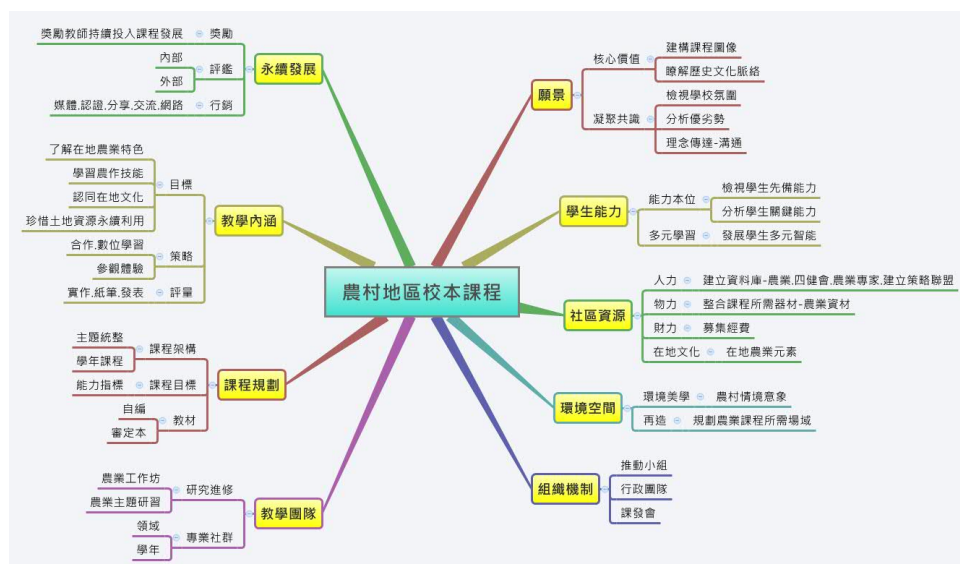 農村地區校本課程
願景
核心價值
建構課程圖像
瞭解歷史文化脈絡
凝聚共識
檢視學校氛圍
分析優劣勢
理念傳達-溝通
學生能力
能力本位
檢視學生先備能力
分析學生關鍵能力
多元學習
發展學生多元智能
社區資源
人力
建立資料庫-農業,四健會,農業專家,建立策略聯盟
物力
整合課程所需器材-農業資材
財力
募集經費
在地文化
在地農業元素
環境空間
環境美學
農村情境意象
再造
規劃農業課程所需場域
組織機制
推動小組
行政團隊
課發會
教學團隊
研究進修
農業工作坊
農業主題研習
專業社群
領域
學年
課程規劃
課程架構
主題統整
學年課程
課程目標
能力指標
教材
自編
審定本
教學內涵
目標
了解在地農業特色
學習農作技能
認同在地文化
珍惜土地資源永續利用
策略
合作,數位學習
參觀體驗
評量
實作,紙筆,發表
永續發展
獎勵
獎勵教師持續投入課程發展
評鑑
內部
外部
行銷
媒體,認證,分享,交流,網路